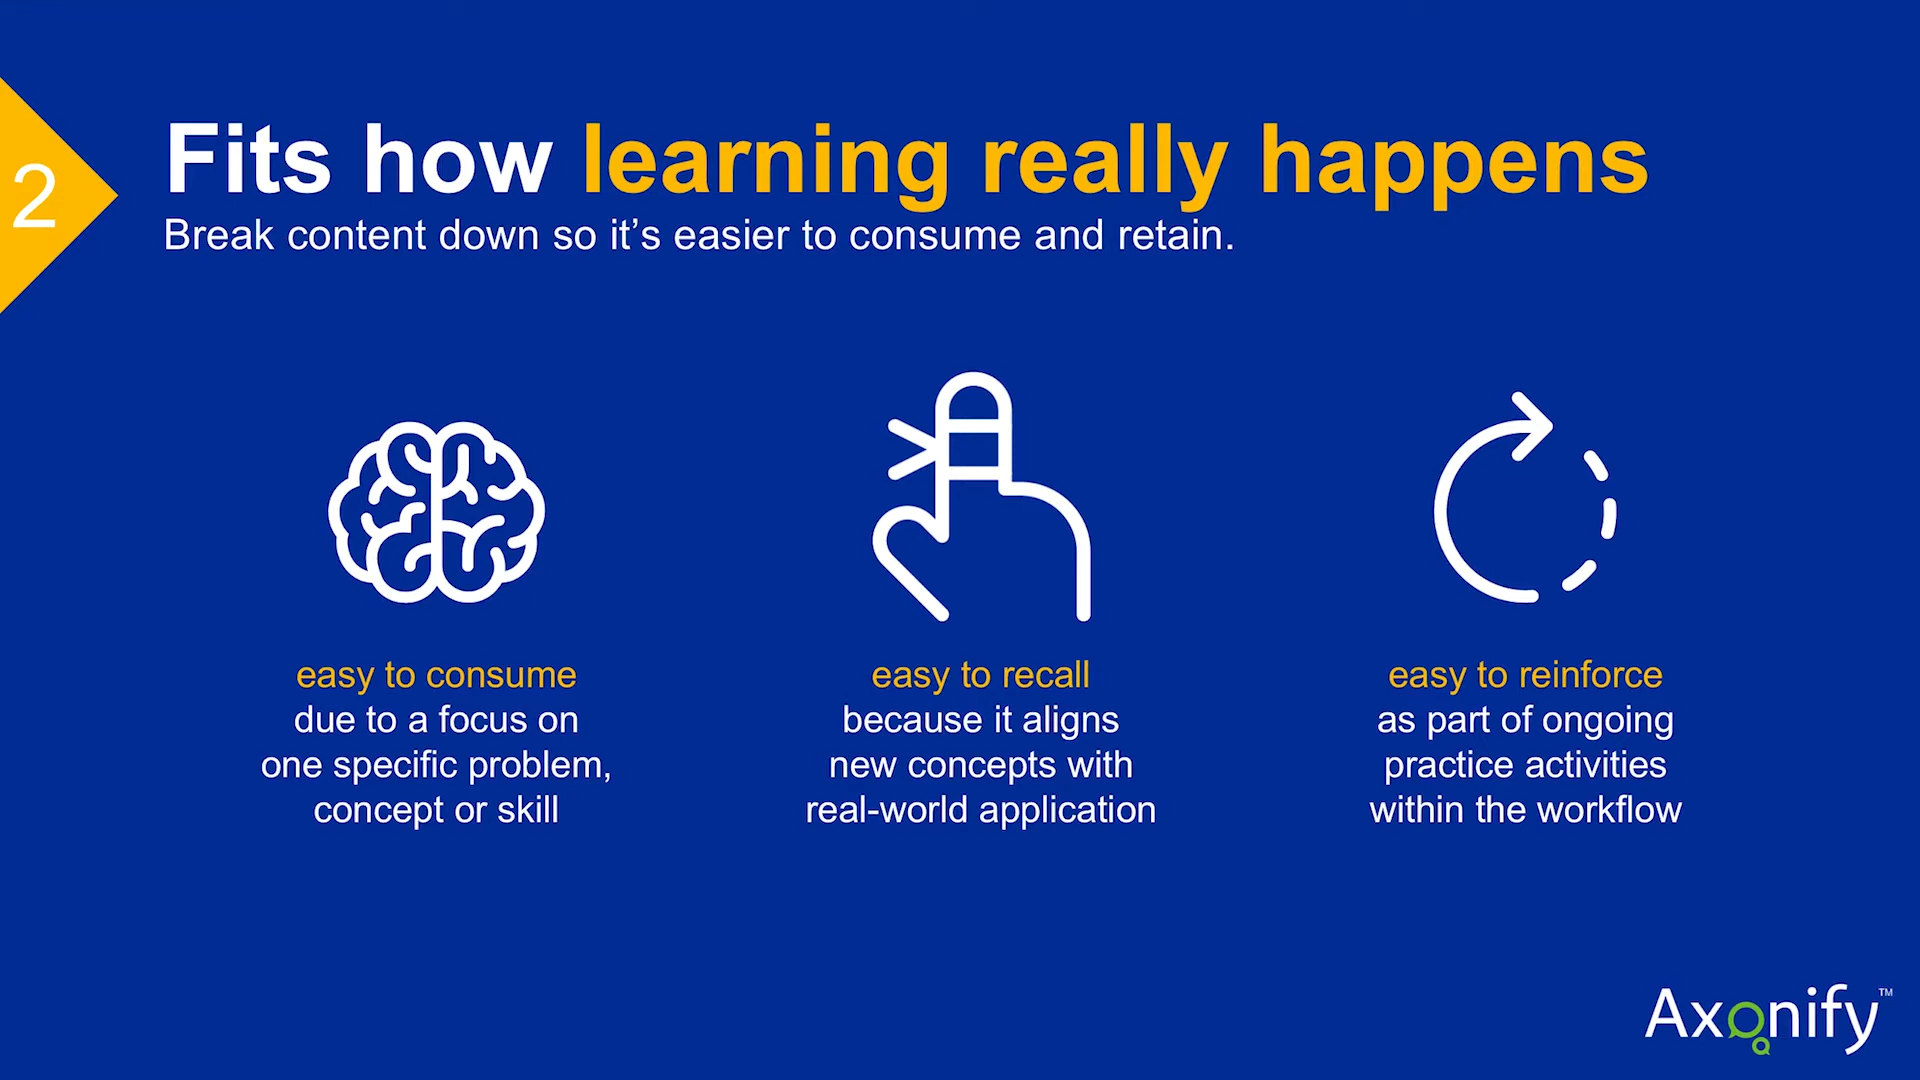 2
Fits how learning really happens
Break content down so it’s easier to consume and retain.
easy to consume
due to a focus on
one specific problem,
concept or skill
easy to recall
because it aligns
new concepts with
real-world application
easy to reinforce
as part of ongoing
practice activities
within the workflow
Axonify™